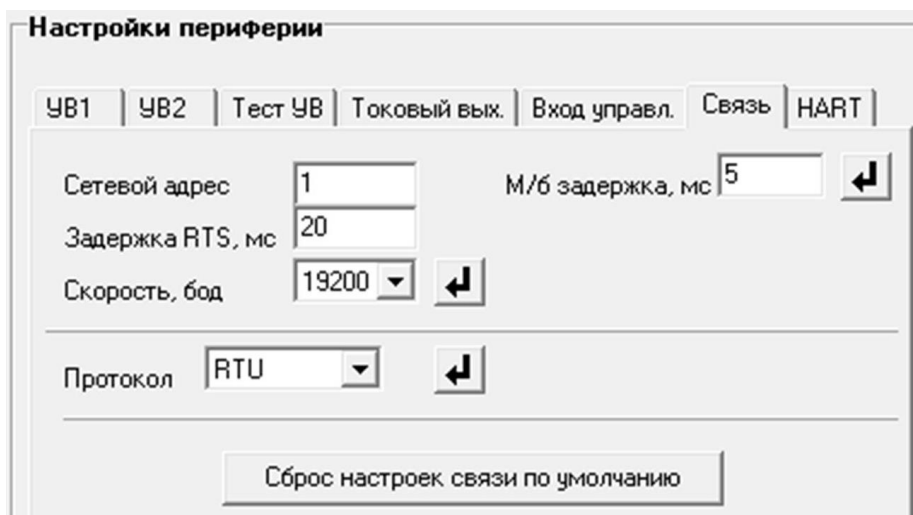 Настройки периферии
УВ1 УВ2 Тест УВ Токовый вых. Вход управл. Связь HART
Сетевой адрес 1 М/б задержка, мс 5
Задержка RTS, мс 20
Скорость, бод 19200
Протокол RTU
Сброс настроек связи по умолчанию